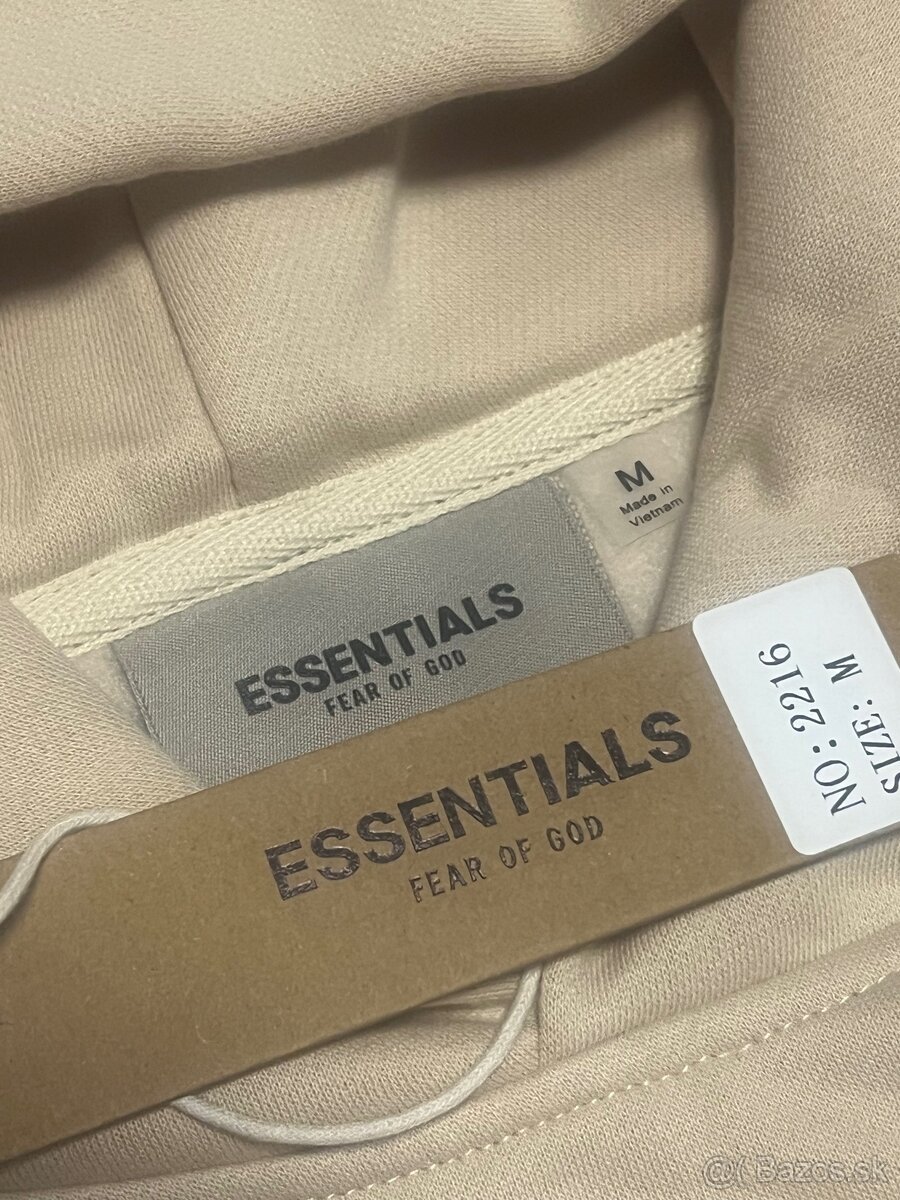 M
Made in
Vietnam
ESSENTIALS
FEAR OF GOD
ESSENTIALS
FEAR OF GOD
NO: 2216
SIZE: M
@( Bazos.sk